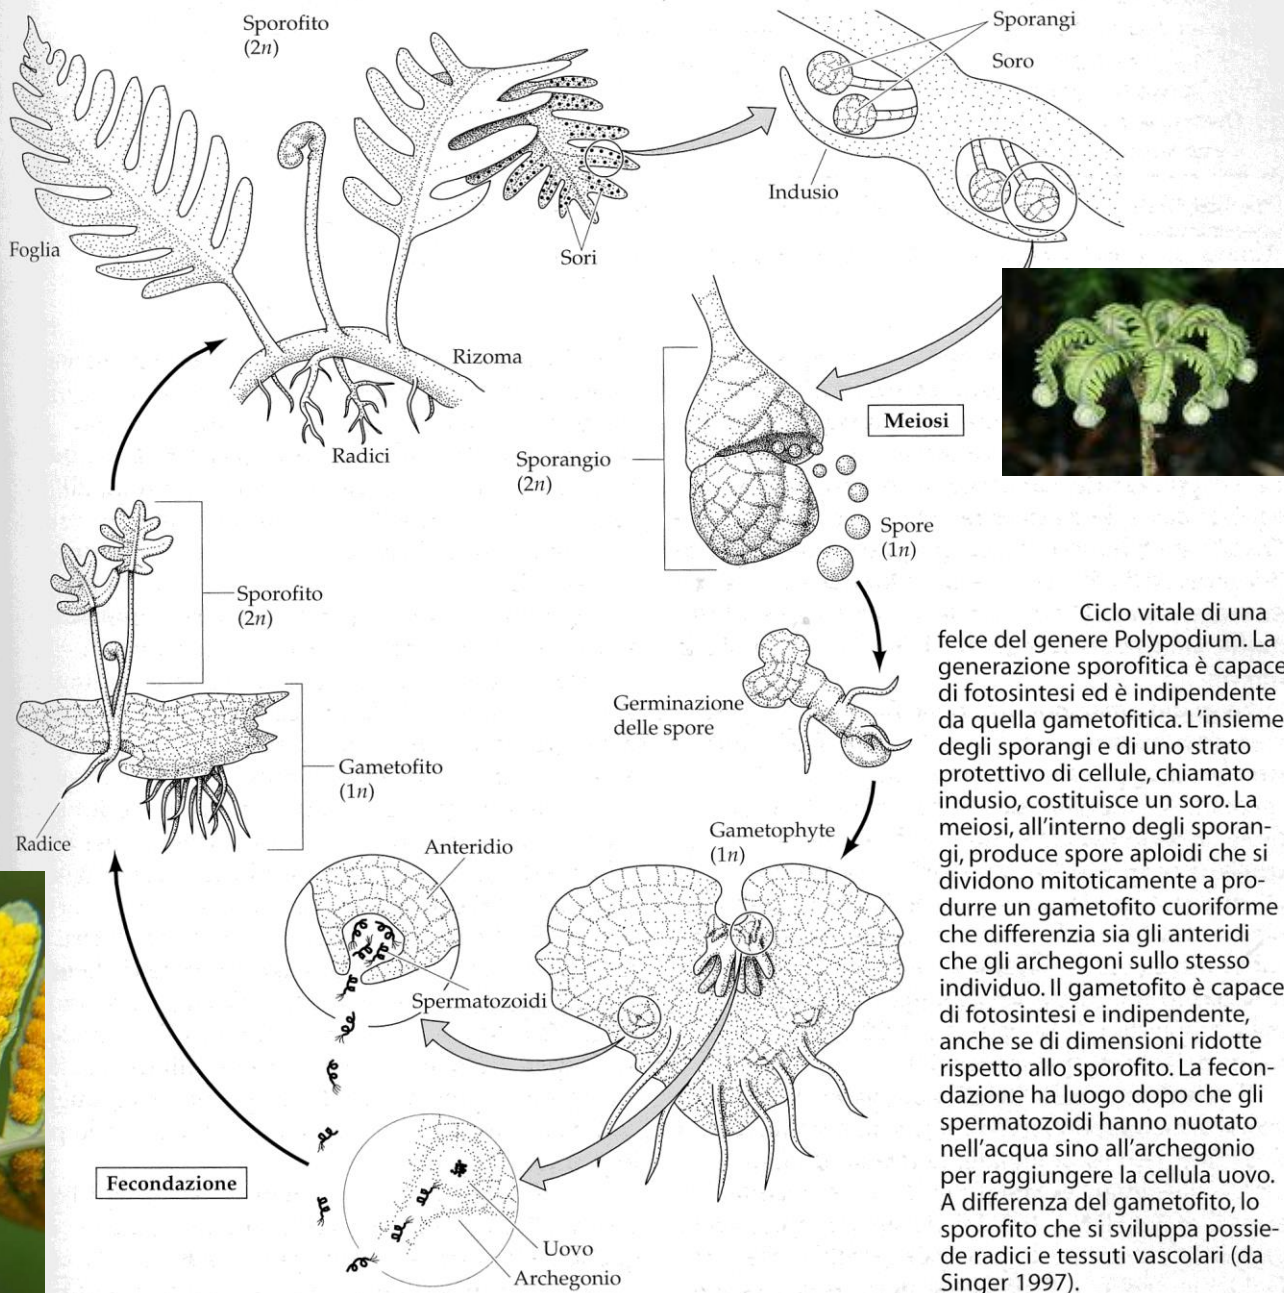 Sporofito
(2n)
Sporangi
Soro
Indusio
Foglia
Sori
Rizoma
Radici
Meiosi
Sporangio
(2n)
Spore
(1n)
Sporofito
(2n)
Germinazione
delle spore
Gametofito
(1n)
Radice
Gametophyte
(1n)
Anteridio
Spermatozoidi
Fecondazione
Uovo
Archegonio
Ciclo vitale di una
felce del genere Polypodium. La
generazione sporofitica è capace
di fotosintesi ed è indipendente
da quella gametofitica. L'insieme
degli sporangi e di uno strato
protettivo di cellule, chiamato
indusio, costituisce un soro. La
meiosi, all'interno degli sporan-
gi, produce spore aploidi che si
dividono mitoticamente a pro-
durre un gametofito cuoriforme
che differenzia sia gli anteridi
che gli archegoni sullo stesso
individuo. Il gametofito è capace
di fotosintesi e indipendente,
anche se di dimensioni ridotte
rispetto allo sporofito. La fecon-
dazione ha luogo dopo che gli
spermatozoidi hanno nuotato
nell'acqua sino all'archegonio
per raggiungere la cellula uovo.
A differenza del gametofito, lo
sporofito che si sviluppa possie-
de radici e tessuti vascolari (da
Singer 1997).